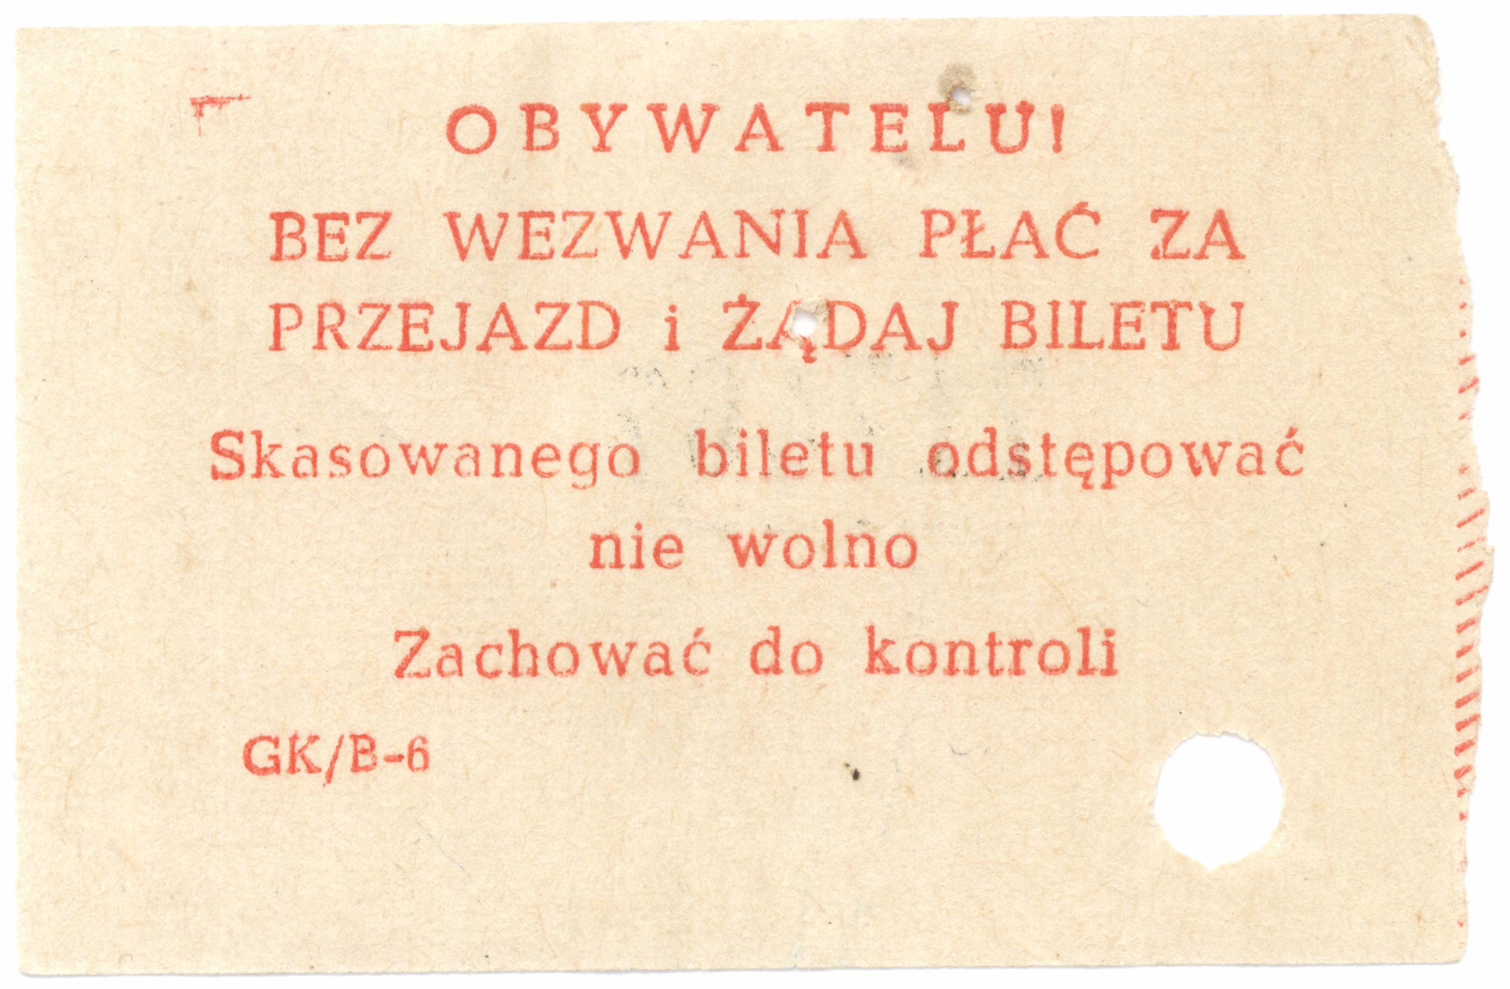 OBYWATELU!
BEZ WEZWANIA PŁAĆ ZA
PRZEJAZD i ŻĄDAJ BILETU
Skasowanego biletu odstępować
nie wolno
Zachować do kontroli
GK/B-6